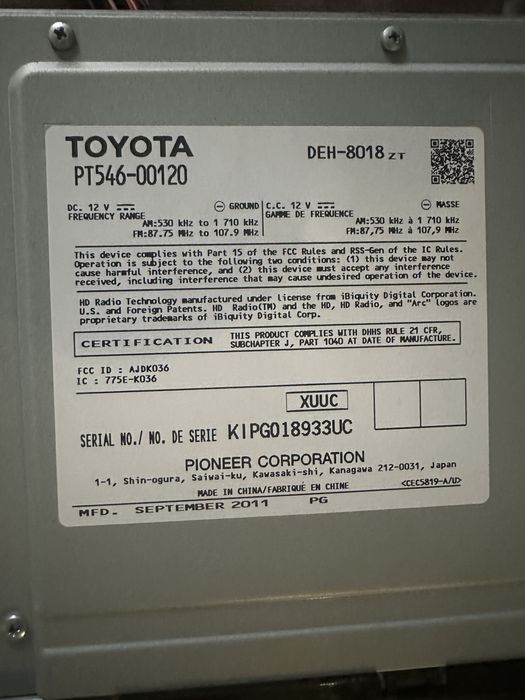 TOYOTA
PT546-00120
DEH-8018 ZT
DC. 12 V ⊖ GROUND
FREQUENCY RANGE
AM:530 kHz to 1 710 kHz
FM:87.75 MHz to 107.9 MHz
C.C. 12 V ⊖ MASSE
GAMME DE FREQUENCE
AM:530 kHz à 1 710 kHz
FM:87,75 MHz à 107,9 MHz
This device complies with Part 15 of the FCC Rules and RSS-Gen of the IC Rules.
Operation is subject to the following two conditions: (1) this device may not
cause harmful interference, and (2) this device must accept any interference
received, including interference that may cause undesired operation of the device.
HD Radio Technology manufactured under license from iBiquity Digital Corporation.
U.S. and Foreign Patents. HD Radio(TM) and the HD, HD Radio, and "Arc" logos are
proprietary trademarks of iBiquity Digital Corp.
CERTIFICATION
THIS PRODUCT COMPLIES WITH DHHS RULE 21 CFR,
SUBCHAPTER J, PART 1040 AT DATE OF MANUFACTURE.
FCC ID : AJDK036
IC : 775E-K036
XUUC
SERIAL NO./ NO. DE SERIE KIPG018933UC
PIONEER CORPORATION
1-1, Shin-ogura, Saiwai-ku, Kawasaki-shi, Kanagawa 212-0031, Japan
MADE IN CHINA/FABRIQUÉ EN CHINE
<CEC5819-A/U>
MFD. SEPTEMBER 2011 PG